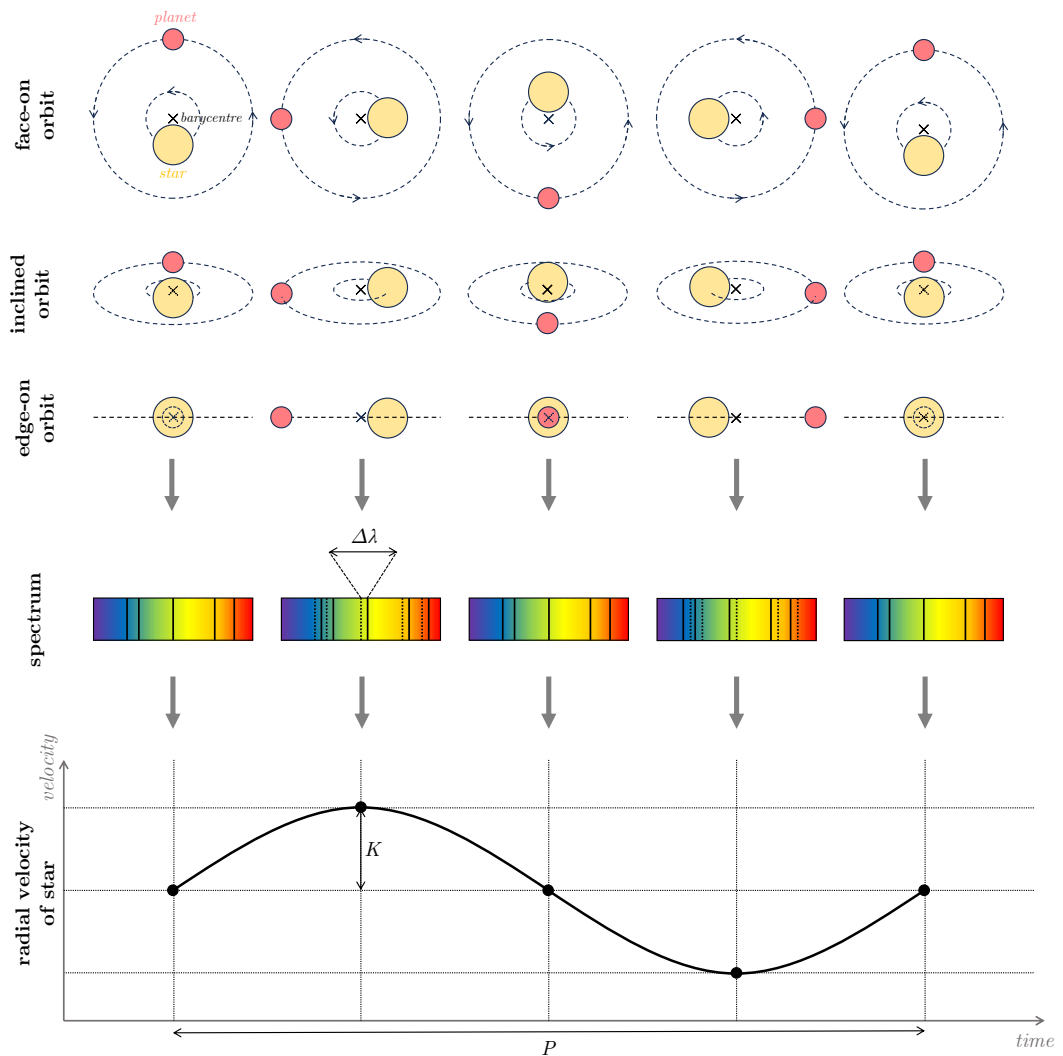 planet
face-on
orbit
barycentre
star
inclined
orbit
edge-on
orbit
Δλ
spectrum
velocity
radial velocity
of star
K
time
P